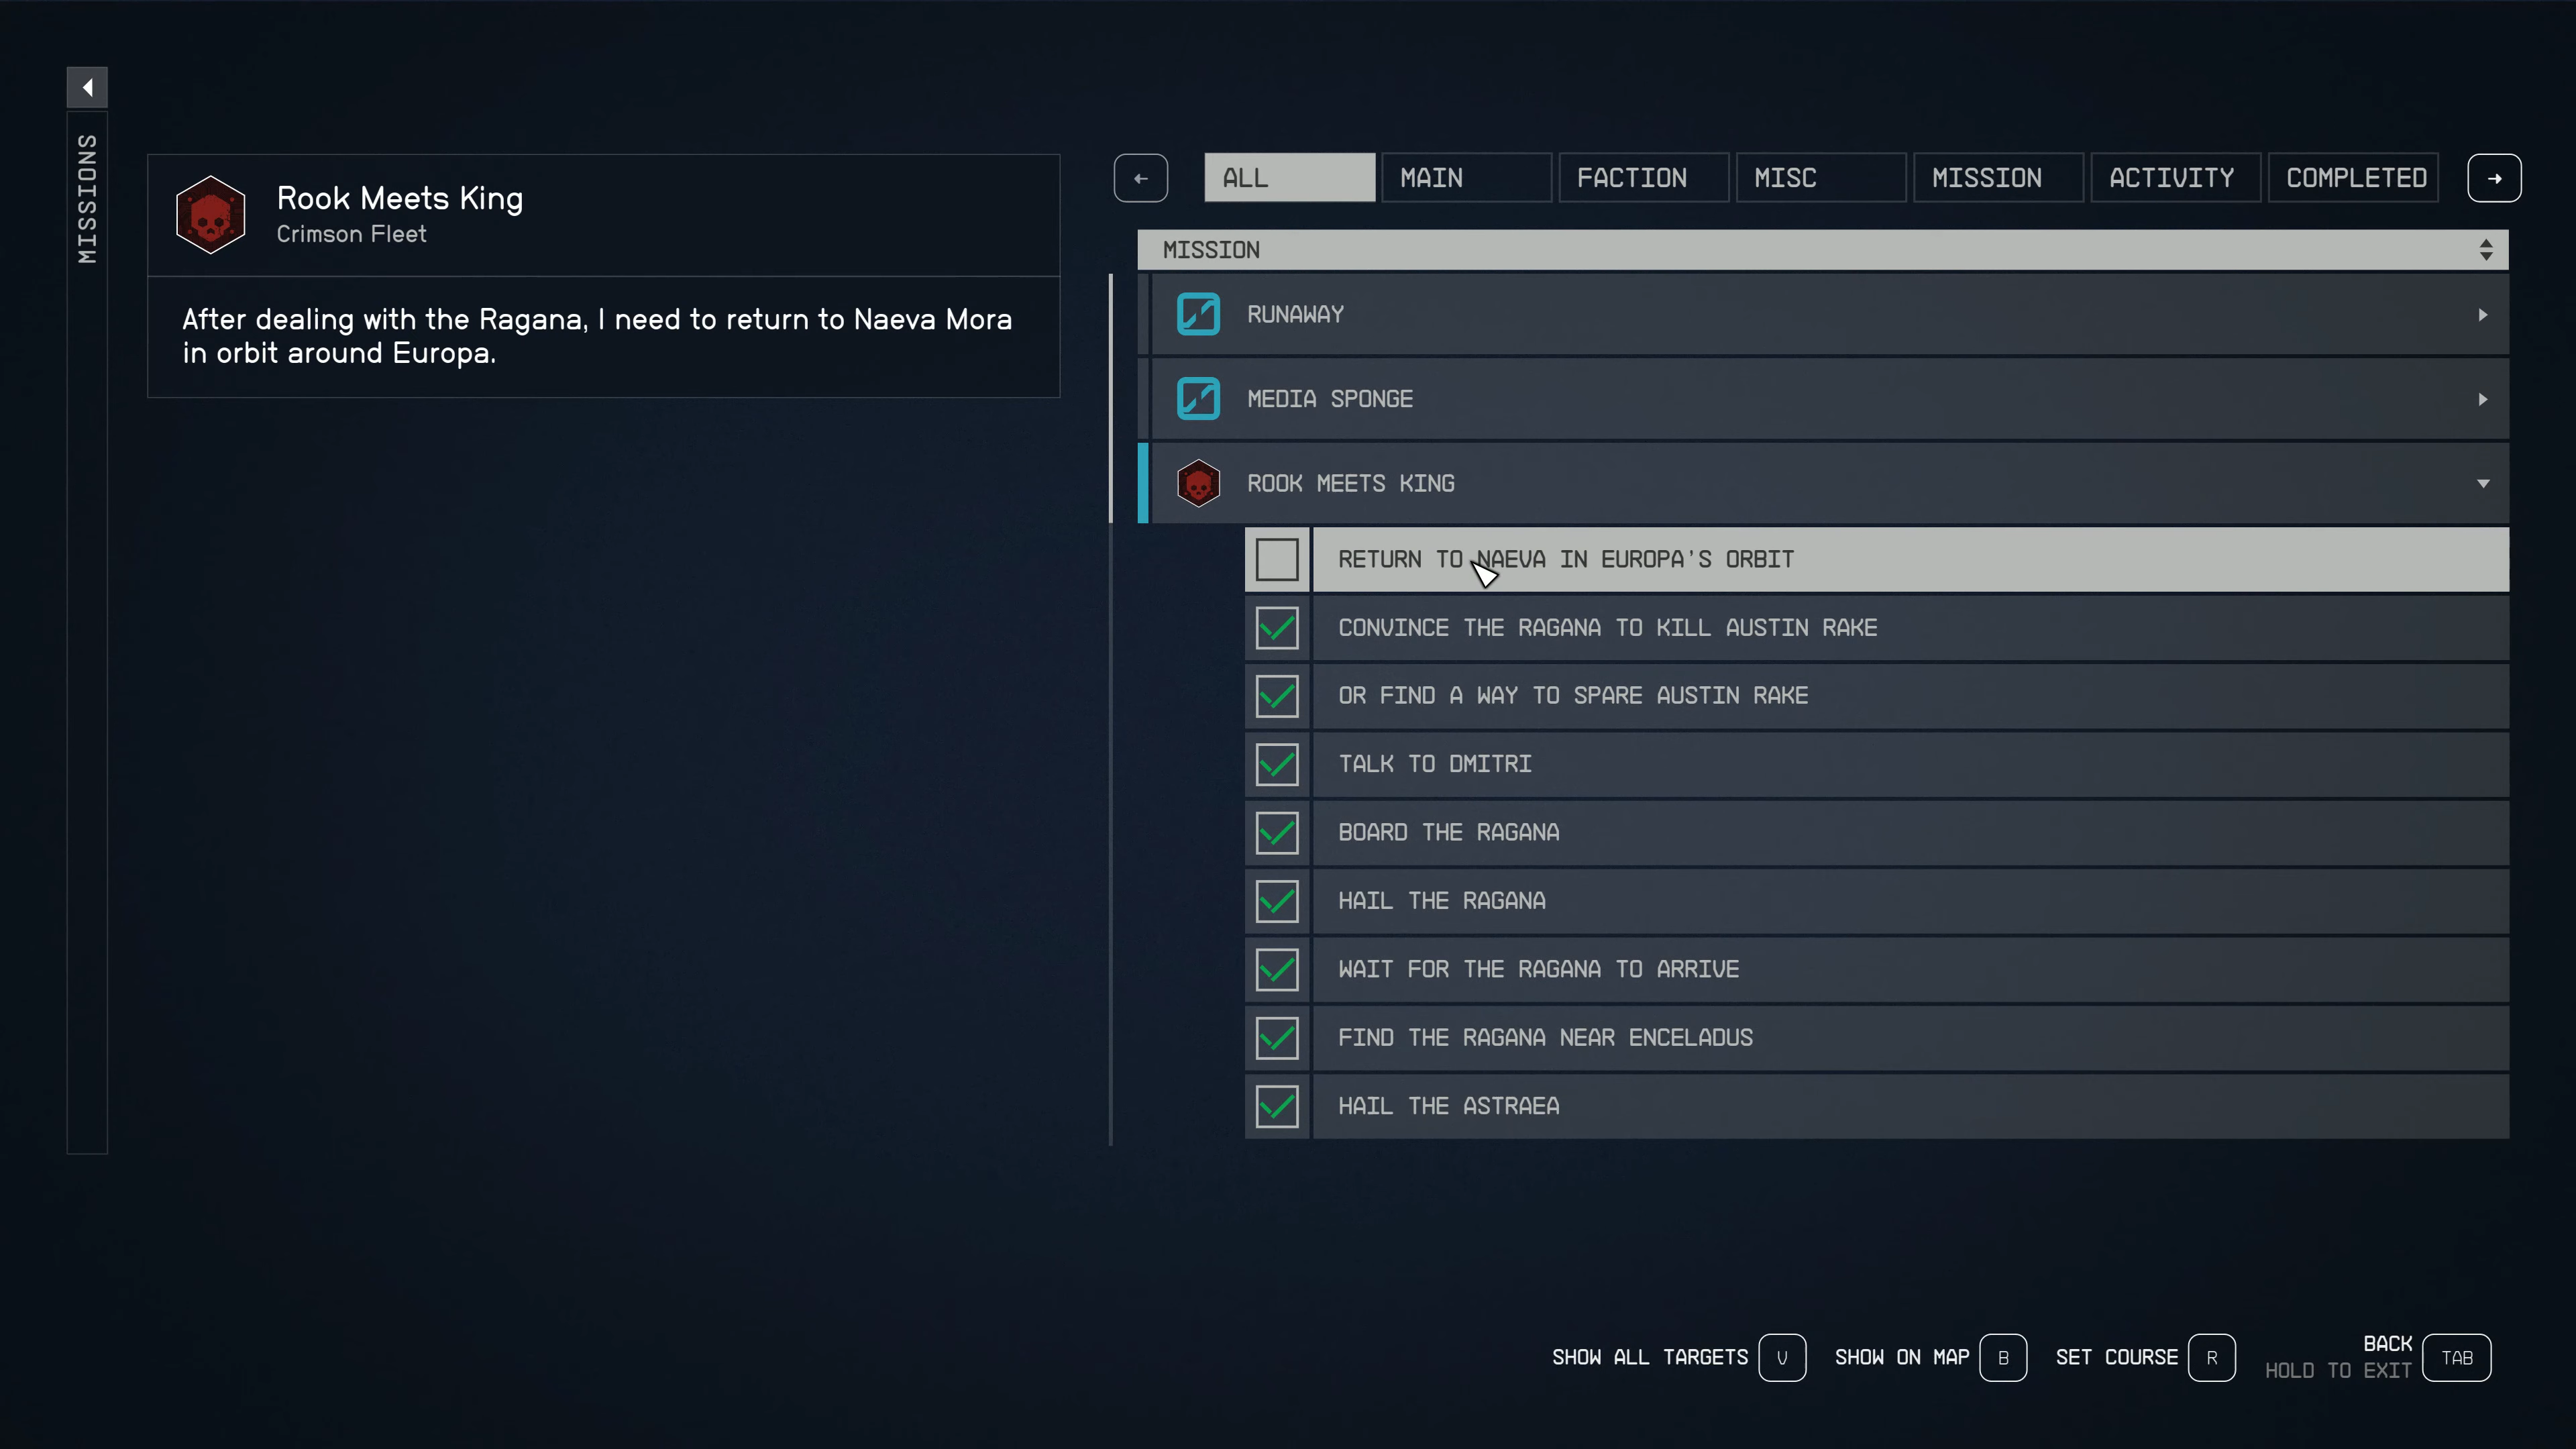 MISSIONS
Rook Meets King
Crimson Fleet
After dealing with the Ragana, I need to return to Naeva Mora
in orbit around Europa.
ALL
MAIN
FACTION
MISC
MISSION
ACTIVITY
COMPLETED
MISSION
RUNAWAY
MEDIA SPONGE
ROOK MEETS KING
RETURN TO NAEVA IN EUROPA'S ORBIT
CONVINCE THE RAGANA TO KILL AUSTIN RAKE
OR FIND A WAY TO SPARE AUSTIN RAKE
TALK TO DMITRI
BOARD THE RAGANA
HAIL THE RAGANA
WAIT FOR THE RAGANA TO ARRIVE
FIND THE RAGANA NEAR ENCELADUS
HAIL THE ASTRAEA
SHOW ALL TARGETS V
SHOW ON MAP B
SET COURSE R
BACK
HOLD TO EXIT
TAB